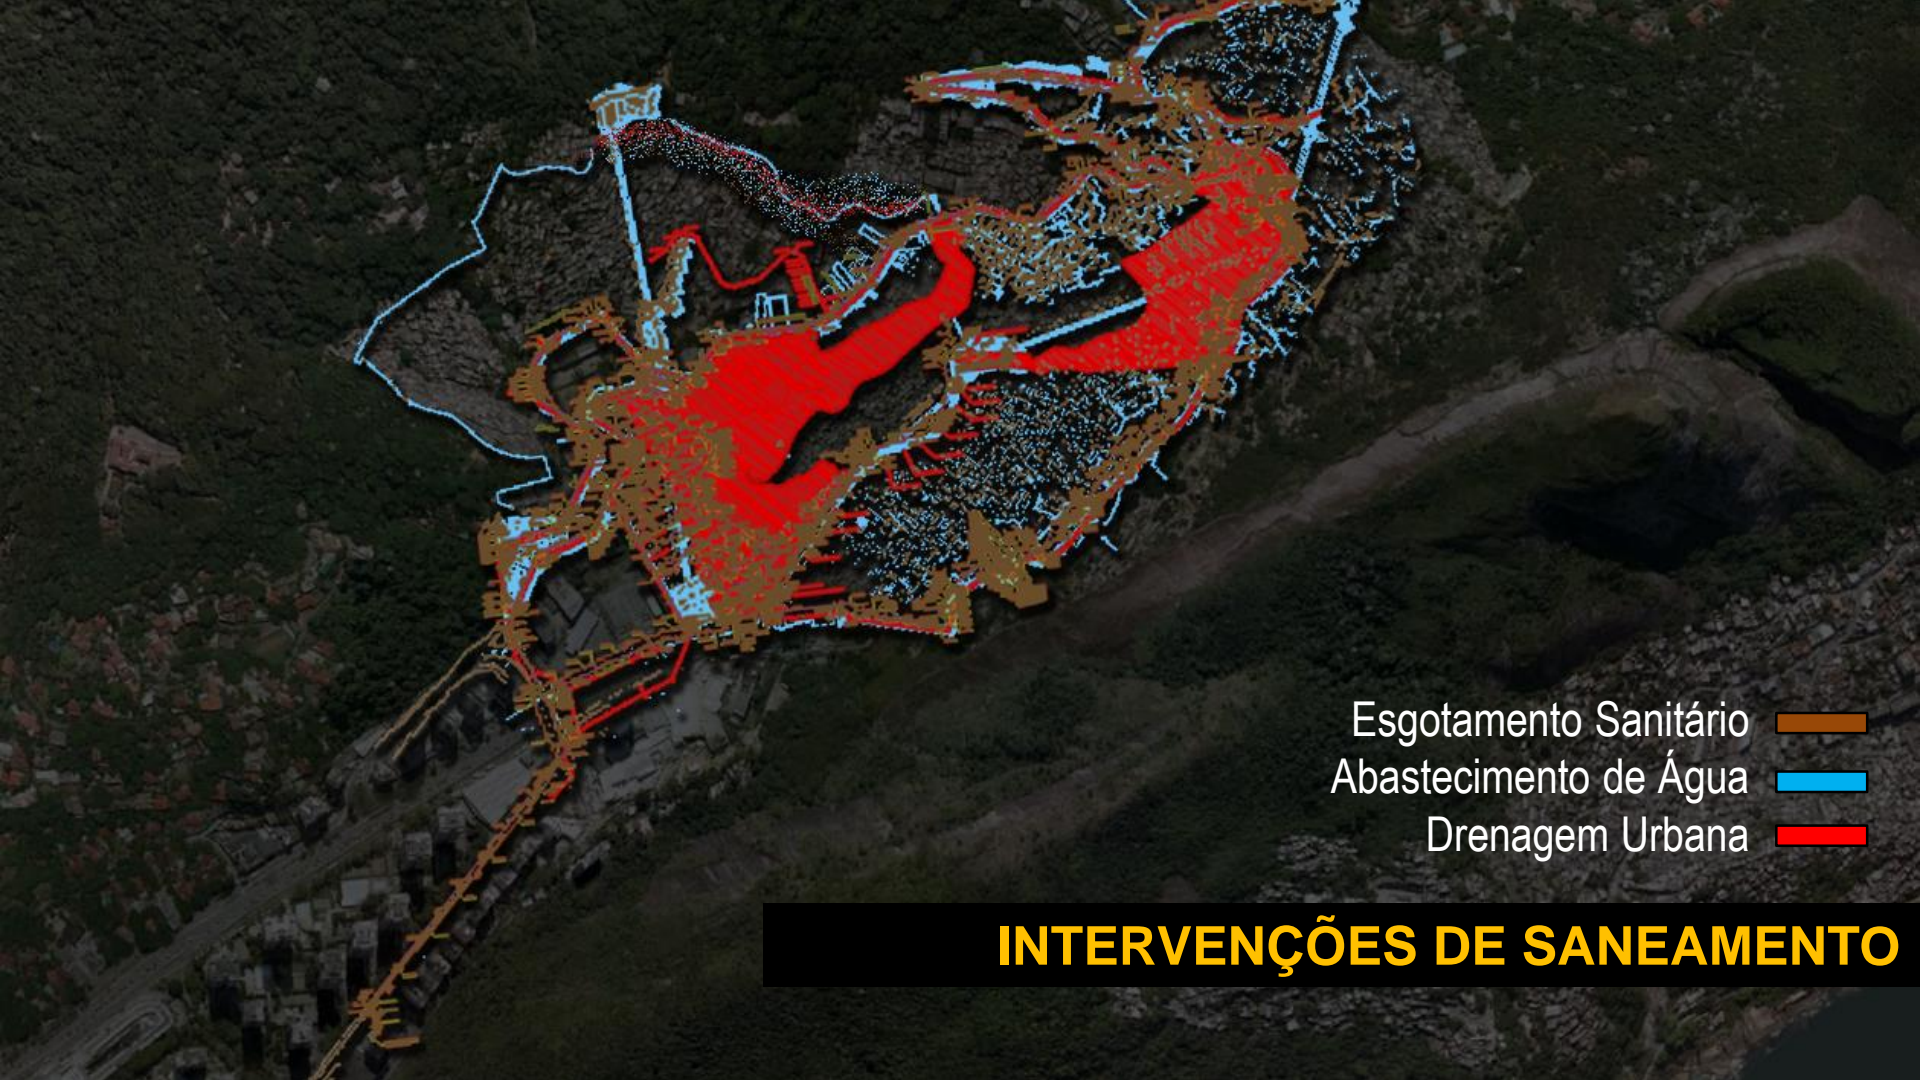 Esgotamento Sanitário
Abastecimento de Água
Drenagem Urbana
INTERVENÇÕES DE SANEAMENTO